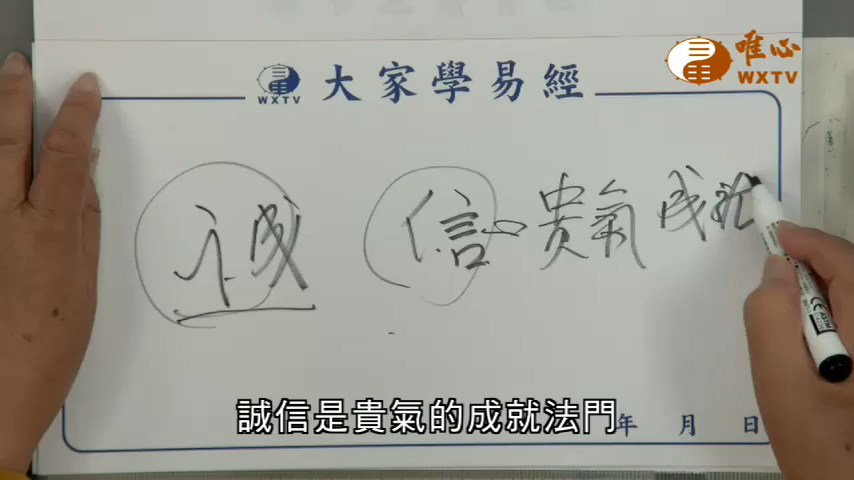 唯心
WXTV
WXTV 大家學易經
誠 信 貴氣 成就
誠信是貴氣的成就法門
年 月 日